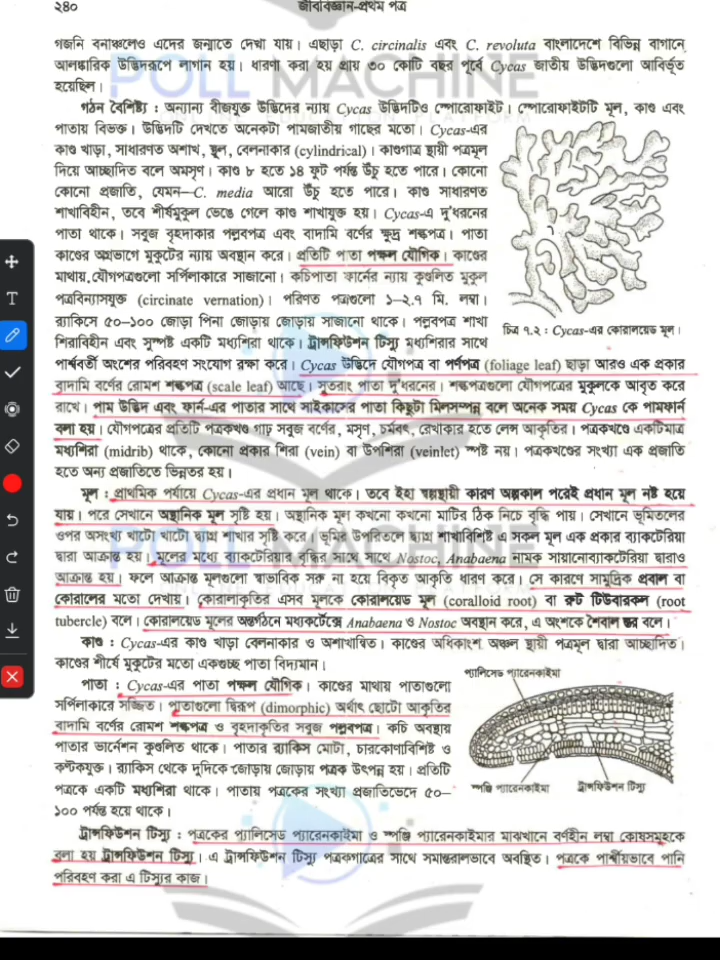 ২৪০
জীববিজ্ঞান-প্রথম পত্র
গজনি বনাঞ্চলেও এদের জন্মাতে দেখা যায়। এছাড়া C. circinalis এবং C. revoluta বাংলাদেশে বিভিন্ন বাগানে
আলঙ্কারিক উদ্ভিদরূপে লাগান হয়। ধারণা করা হয় প্রায় ৩০ কোটি বছর পূর্বে Cycas জাতীয় উদ্ভিদগুলো আবির্ভূত
হয়েছিল।
গঠন বৈশিষ্ট্য : অন্যান্য বীজযুক্ত উদ্ভিদের ন্যায় Cycas উদ্ভিদটিও স্পোরোফাইট। স্পোরোফাইটটি মূল, কাণ্ড এবং
পাতায় বিভক্ত। উদ্ভিদটি দেখতে অনেকটা পামজাতীয় গাছের মতো। Cycas-এর
কাণ্ড খাড়া, সাধারণত অশাখ, স্থূল, বেলনাকার (cylindrical)। কাণ্ডগাত্র স্থায়ী পত্রমূল
দিয়ে আচ্ছাদিত বলে অমসৃণ। কাণ্ড ৮ হতে ১৪ ফুট পর্যন্ত উঁচু হতে পারে। কোনো
কোনো প্রজাতি, যেমন—C. media আরো উঁচু হতে পারে। কাণ্ড সাধারণত
শাখাবিহীন, তবে শীর্ষমুকুল ভেঙে গেলে কাণ্ড শাখাযুক্ত হয়। Cycas-এ দু'ধরনের
পাতা থাকে। সবুজ বৃহদাকার পল্লবপত্র এবং বাদামি বর্ণের ক্ষুদ্র শল্কপত্র। পাতা
কাণ্ডের অগ্রভাগে মুকুটের ন্যায় অবস্থান করে। প্রতিটি পাতা পক্ষল যৌগিক। কাণ্ডের
মাথায় যৌগপত্রগুলো সর্পিলাকারে সাজানো। কচিপাতা ফার্নের ন্যায় কুণ্ডলিত মুকুল
পত্রবিন্যাসযুক্ত (circinate vernation)। পরিণত পত্রগুলো ১–২.৭ মি. লম্বা।
র‍্যাকিসে ৫০–১০০ জোড়া পিনা জোড়ায় জোড়ায় সাজানো থাকে। পল্লবপত্র শাখা
শিরাবিহীন এবং সুস্পষ্ট একটি মধ্যশিরা থাকে। ট্রান্সফিউশন টিস্যু মধ্যশিরার সাথে
চিত্র ৭.২ : Cycas-এর কোরালয়েড মূল।
পার্শ্ববর্তী অংশের পরিবহণ সংযোগ রক্ষা করে। Cycas উদ্ভিদে যৌগপত্র বা পর্ণপত্র (foliage leaf) ছাড়া আরও এক প্রকার
বাদামি বর্ণের রোমশ শল্কপত্র (scale leaf) আছে। সুতরাং পাতা দু'ধরনের। শল্কপত্রগুলো যৌগপত্রের মুকুলকে আবৃত করে
রাখে। পাম উদ্ভিদ এবং ফার্ন-এর পাতার সাথে সাইকাসের পাতা কিছুটা মিলসম্পন্ন বলে অনেক সময় Cycas কে পামফার্ন
বলা হয়। যৌগপত্রের প্রতিটি পত্রকখণ্ড গাঢ় সবুজ বর্ণের, মসৃণ, চর্মবৎ, রেখাকার হতে লেন্স আকৃতির। পত্রকখণ্ডে একটিমাত্র
মধ্যশিরা (midrib) থাকে, কোনো প্রকার শিরা (vein) বা উপশিরা (veinlet) স্পষ্ট নয়। পত্রকখণ্ডের সংখ্যা এক প্রজাতি
হতে অন্য প্রজাতিতে ভিন্নতর হয়।
মূল : প্রাথমিক পর্যায়ে Cycas-এর প্রধান মূল থাকে। তবে ইহা স্বল্পস্থায়ী কারণ অল্পকাল পরেই প্রধান মূল নষ্ট হয়ে
যায়। পরে সেখানে অস্থানিক মূল সৃষ্টি হয়। অস্থানিক মূল কখনো কখনো মাটির ঠিক নিচে বৃদ্ধি পায়। সেখানে ভূমিতলের
ওপর অসংখ্য খাটো খাটো দ্ব্যাগ্র শাখার সৃষ্টি করে। ভূমির উপরিতলে দ্ব্যাগ্র শাখাবিশিষ্ট এ সকল মূল এক প্রকার ব্যাকটেরিয়া
দ্বারা আক্রান্ত হয়। মূলের মধ্যে ব্যাকটেরিয়ার বৃদ্ধির সাথে সাথে Nostoc, Anabaena নামক সায়ানোব্যাকটেরিয়া দ্বারাও
আক্রান্ত হয়। ফলে আক্রান্ত মূলগুলো স্বাভাবিক সরু না হয়ে বিকৃত আকৃতি ধারণ করে। সে কারণে সামুদ্রিক প্রবাল বা
কোরালের মতো দেখায়। কোরালাকৃতির এসব মূলকে কোরালয়েড মূল (coralloid root) বা রুট টিউবারকল (root
tubercle) বলে। কোরালয়েড মূলের অন্তর্গঠনে মধ্যকর্টেক্সে Anabaena ও Nostoc অবস্থান করে, এ অংশকে শৈবাল স্তর বলে।
কাণ্ড : Cycas-এর কাণ্ড খাড়া বেলনাকার ও অশাখান্বিত। কাণ্ডের অধিকাংশ অঞ্চল স্থায়ী পত্রমূল দ্বারা আচ্ছাদিত।
কাণ্ডের শীর্ষে মুকুটের মতো একগুচ্ছ পাতা বিদ্যমান।
পাতা : Cycas-এর পাতা পক্ষল যৌগিক। কাণ্ডের মাথায় পাতাগুলো
সর্পিলাকারে সজ্জিত। পাতাগুলো দ্বিরূপ (dimorphic) অর্থাৎ ছোটো আকৃতির
বাদামি বর্ণের রোমশ শল্কপত্র ও বৃহদাকৃতির সবুজ পল্লবপত্র। কচি অবস্থায়
পাতার ভার্নেশন কুণ্ডলিত থাকে। পাতার র‍্যাকিস মোটা, চারকোণাবিশিষ্ট ও
কণ্টকযুক্ত। র‍্যাকিস থেকে দুদিকে জোড়ায় জোড়ায় পত্রক উৎপন্ন হয়। প্রতিটি
পত্রকে একটি মধ্যশিরা থাকে। পাতায় পত্রকের সংখ্যা প্রজাতিভেদে ৫০–
১০০ পর্যন্ত হয়ে থাকে।
প্যালিসেড প্যারেনকাইমা
স্পঞ্জি প্যারেনকাইমা
ট্রান্সফিউশন টিস্যু
ট্রান্সফিউশন টিস্যু : পত্রকের প্যালিসেড প্যারেনকাইমা ও স্পঞ্জি প্যারেনকাইমার মাঝখানে বর্ণহীন লম্বা কোষসমূহকে
বলা হয় ট্রান্সফিউশন টিস্যু। এ ট্রান্সফিউশন টিস্যু পত্রকগাত্রের সাথে সমান্তরালভাবে অবস্থিত। পত্রকে পার্শ্বীয়ভাবে পানি
পরিবহণ করা এ টিস্যুর কাজ।
POLL MACHINE
POLL MACHINE